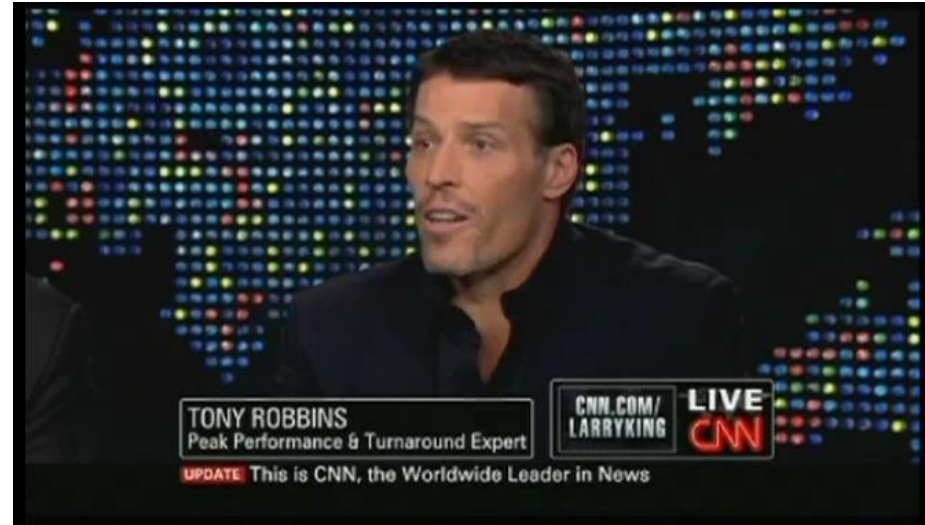 TONY ROBBINS
Peak Performance & Turnaround Expert
CNN.COM/
LARRYKING
LIVE
CNN
UPDATE This is CNN, the Worldwide Leader in News